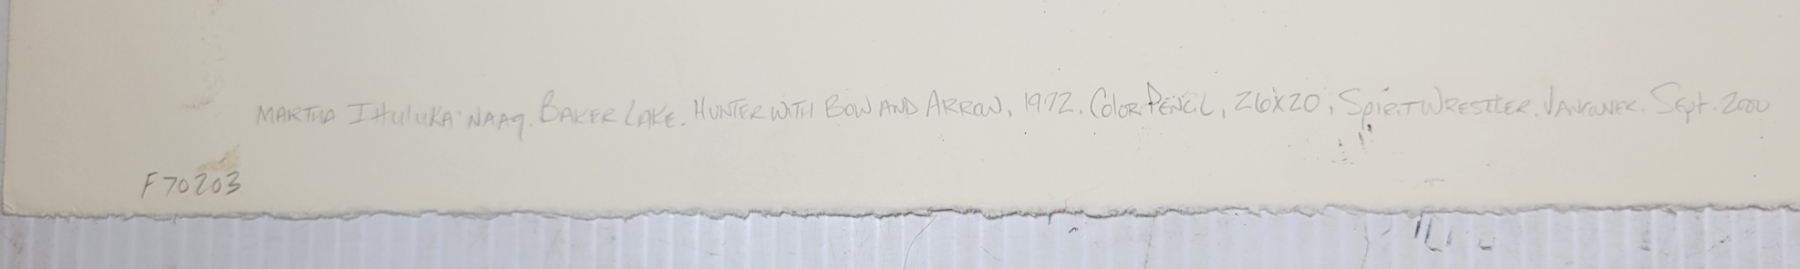 MARTHA ITTULUKA'NAAQ. BAKER LAKE. HUNTER WITH BOW AND ARROW, 1972. COLOR PENCIL, 26X20, SPIRIT WRESTLER. VANCOUVER. Sept. 2000
F70203